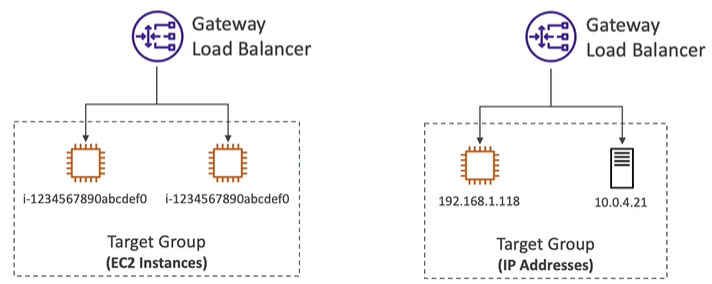 Gateway
Load Balancer
i-1234567890abcdef0
i-1234567890abcdef0
Target Group
(EC2 Instances)
Gateway
Load Balancer
192.168.1.118
10.0.4.21
Target Group
(IP Addresses)